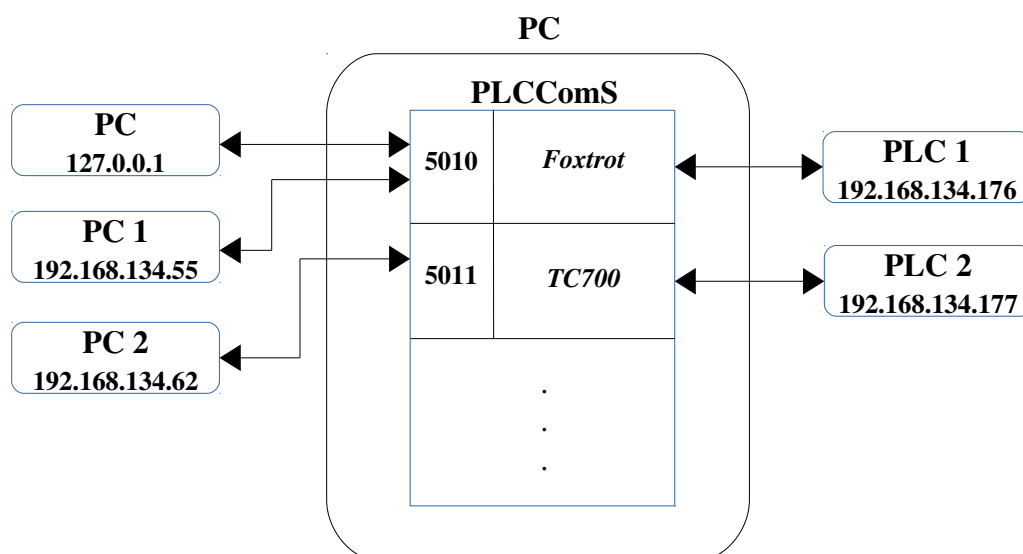 PC
PLCComS
PC
127.0.0.1
PC 1
192.168.134.55
PC 2
192.168.134.62
5010
Foxtrot
5011
TC700
.
.
.
PLC 1
192.168.134.176
PLC 2
192.168.134.177